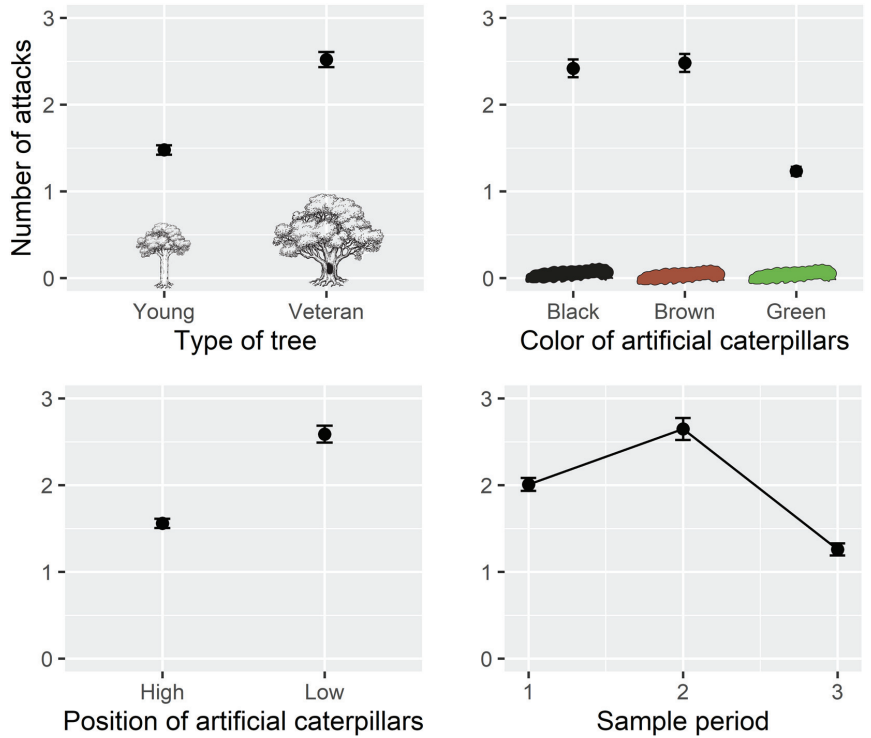 Number of attacks
3
2
1
0
Young Veteran
Type of tree
3
2
1
0
Black Brown Green
Color of artificial caterpillars
3
2
1
0
High Low
Position of artificial caterpillars
3
2
1
0
1 2 3
Sample period